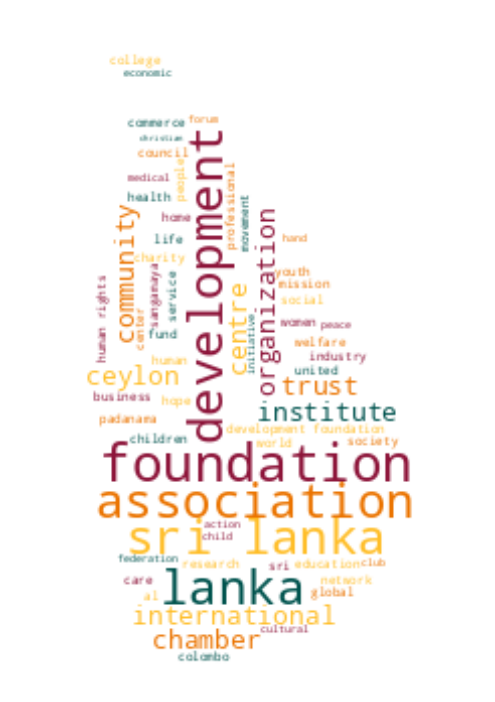 college
economic
commerce forum
christian
council
development
people
professional
medical
health
movement
home
community
organization
life
hand
charity
sangamaya
service
youth
mission
human rights
center
centre
social
initiative
women peace
fund
welfare
human
industry
united
ceylon
trust
business
hope
institute
padanama
development foundation
children
world
society
foundation
association
action
sri lanka
child
federation
research
sri
education
club
care
lanka
network
al
global
international
cultural
chamber
colombo